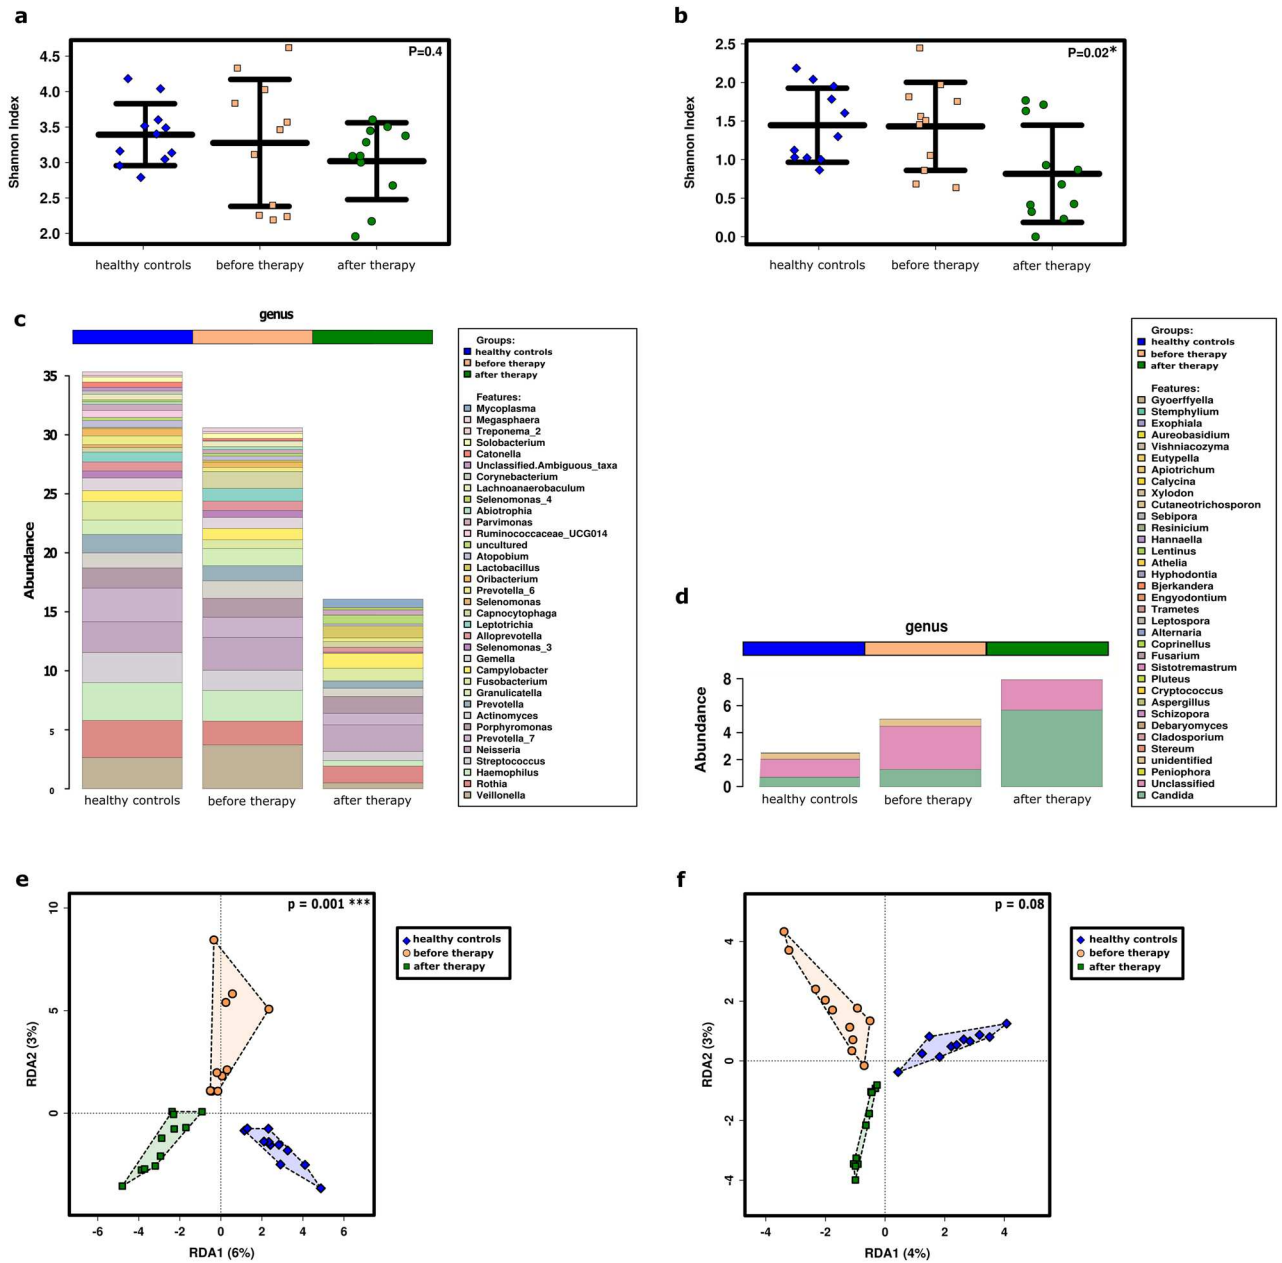 a
P=0.4
Shannon Index
4.5
4.0
3.5
3.0
2.5
2.0
healthy controls
before therapy
after therapy
b
P=0.02*
Shannon Index
2.5
2.0
1.5
1.0
0.5
0.0
healthy controls
before therapy
after therapy
c
genus
Abundance
35
30
25
20
15
10
5
0
healthy controls
before therapy
after therapy
Groups:
healthy controls
before therapy
after therapy
Features:
Mycoplasma
Megasphaera
Treponema_2
Solobacterium
Catonella
Unclassified.Ambiguous_taxa
Corynebacterium
Lachnoanaerobaculum
Selenomonas_4
Abiotrophia
Parvimonas
Ruminococcaceae_UCG014
uncultured
Atopobium
Lactobacillus
Oribacterium
Prevotella_6
Selenomonas
Capnocytophaga
Leptotrichia
Alloprevotella
Selenomonas_3
Gemella
Campylobacter
Fusobacterium
Granulicatella
Prevotella
Actinomyces
Porphyromonas
Prevotella_7
Neisseria
Streptococcus
Haemophilus
Rothia
Veillonella
d
genus
Abundance
8
6
4
2
0
healthy controls
before therapy
after therapy
Groups:
healthy controls
before therapy
after therapy
Features:
Gyoerffyella
Stemphylium
Exophiala
Aureobasidium
Vishniacozyma
Eutypella
Apiotrichum
Calycina
Xylodon
Cutaneotrichosporon
Sebipora
Resinicium
Hannaella
Lentinus
Athelia
Hyphodontia
Bjerkandera
Engyodontium
Trametes
Leptospora
Alternaria
Coprinellus
Fusarium
Sistotremastrum
Pluteus
Cryptococcus
Aspergillus
Schizopora
Debaryomyces
Cladosporium
Stereum
unidentified
Peniophora
Unclassified
Candida
e
p = 0.001 ***
RDA2 (3%)
10
5
0
-6 -4 -2 0 2 4 6
RDA1 (6%)
healthy controls
before therapy
after therapy
f
p = 0.08
RDA2 (3%)
4
2
0
-2
-4
-4 -2 0 2 4
RDA1 (4%)
healthy controls
before therapy
after therapy